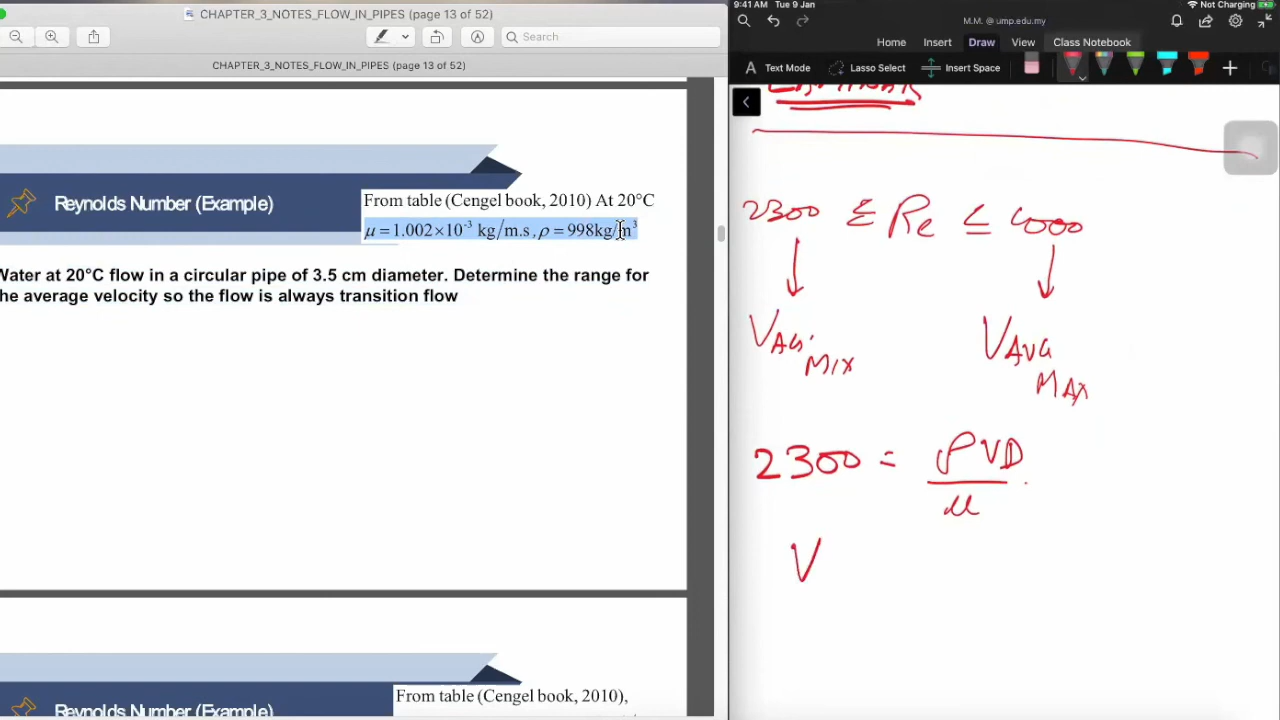 CHAPTER_3_NOTES_FLOW_IN_PIPES (page 13 of 52)
Search
CHAPTER_3_NOTES_FLOW_IN_PIPES (page 13 of 52)
Reynolds Number (Example)
From table (Cengel book, 2010) At 20°C
μ = 1.002×10⁻³ kg/m.s , ρ = 998kg/m³
Water at 20°C flow in a circular pipe of 3.5 cm diameter. Determine the range for
he average velocity so the flow is always transition flow
Reynolds Number (Example)
From table (Cengel book, 2010),
9:41 AM Tue 9 Jan
Not Charging
M.M. @ ump.edu.my
Home Insert Draw View Class Notebook
Text Mode Lasso Select Insert Space
LAMINAR
2300 ≤ Re ≤ 4000
VAG. MIX
VAVG MAX
2300 = ρVD
μ
V